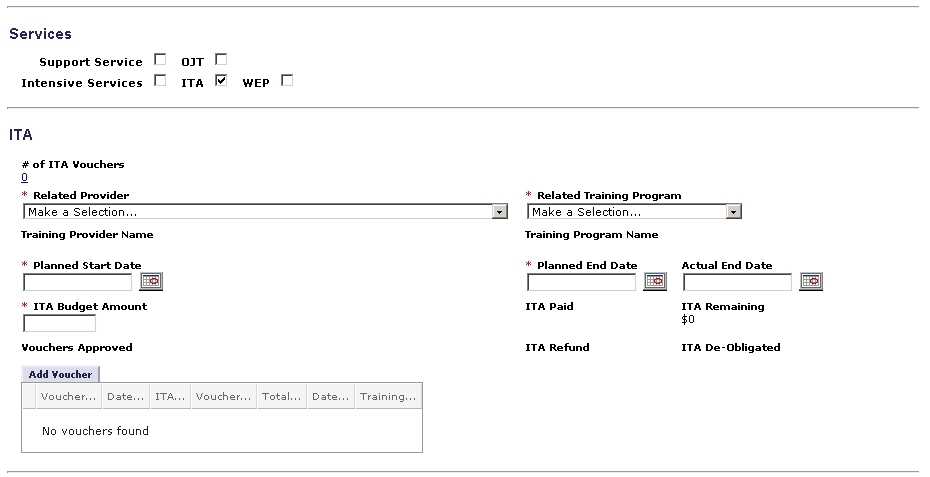 Services
Support Service OJT
Intensive Services ITA WEP
ITA
# of ITA Vouchers
0
* Related Provider * Related Training Program
Make a Selection... Make a Selection...
Training Provider Name Training Program Name
* Planned Start Date * Planned End Date Actual End Date
* ITA Budget Amount ITA Paid ITA Remaining
$0
Vouchers Approved ITA Refund ITA De-Obligated
Add Voucher
Voucher... Date... ITA... Voucher... Total... Date... Training...
No vouchers found